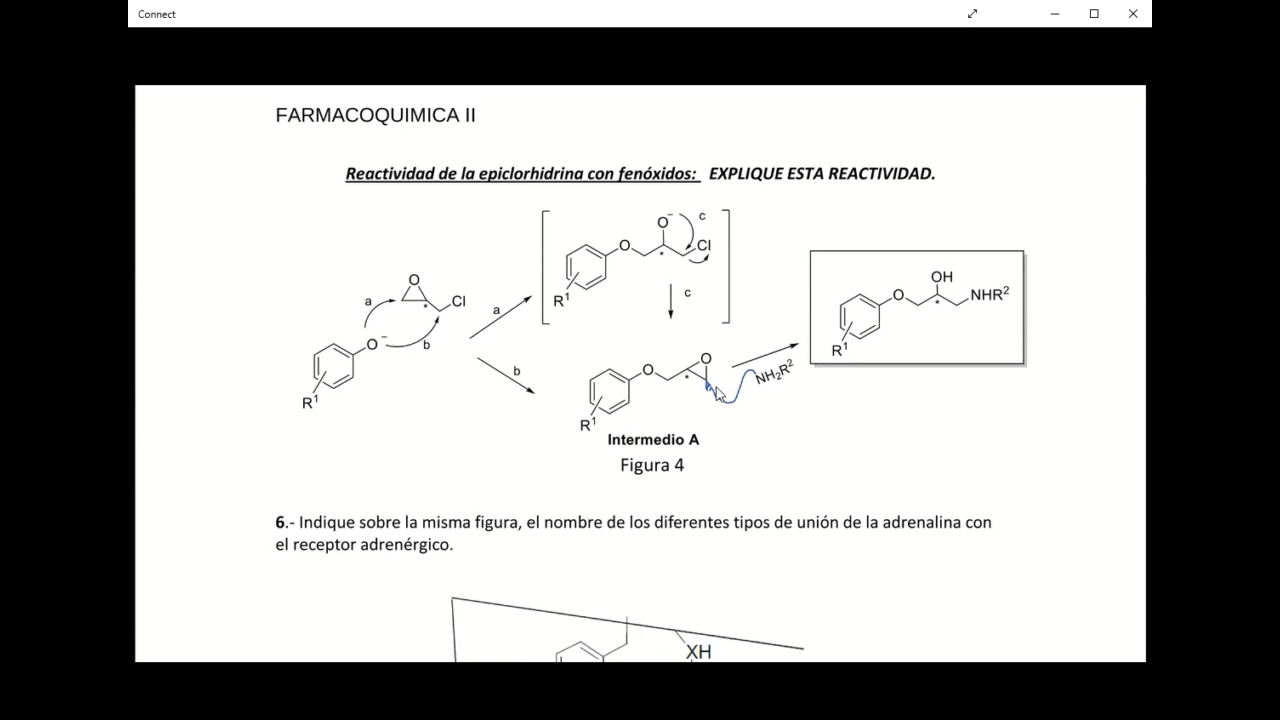 Connect
FARMACOQUIMICA II
Reactividad de la epiclorhidrina con fenóxidos: EXPLIQUE ESTA REACTIVIDAD.
O⁻ c
O Cl
*
R¹
c
O
a Cl
*
O⁻
b
R¹
a
b
O
O
*
R¹
NH₂R²
OH
O NHR²
*
R¹
Intermedio A
Figura 4
6.- Indique sobre la misma figura, el nombre de los diferentes tipos de unión de la adrenalina con
el receptor adrenérgico.
XH